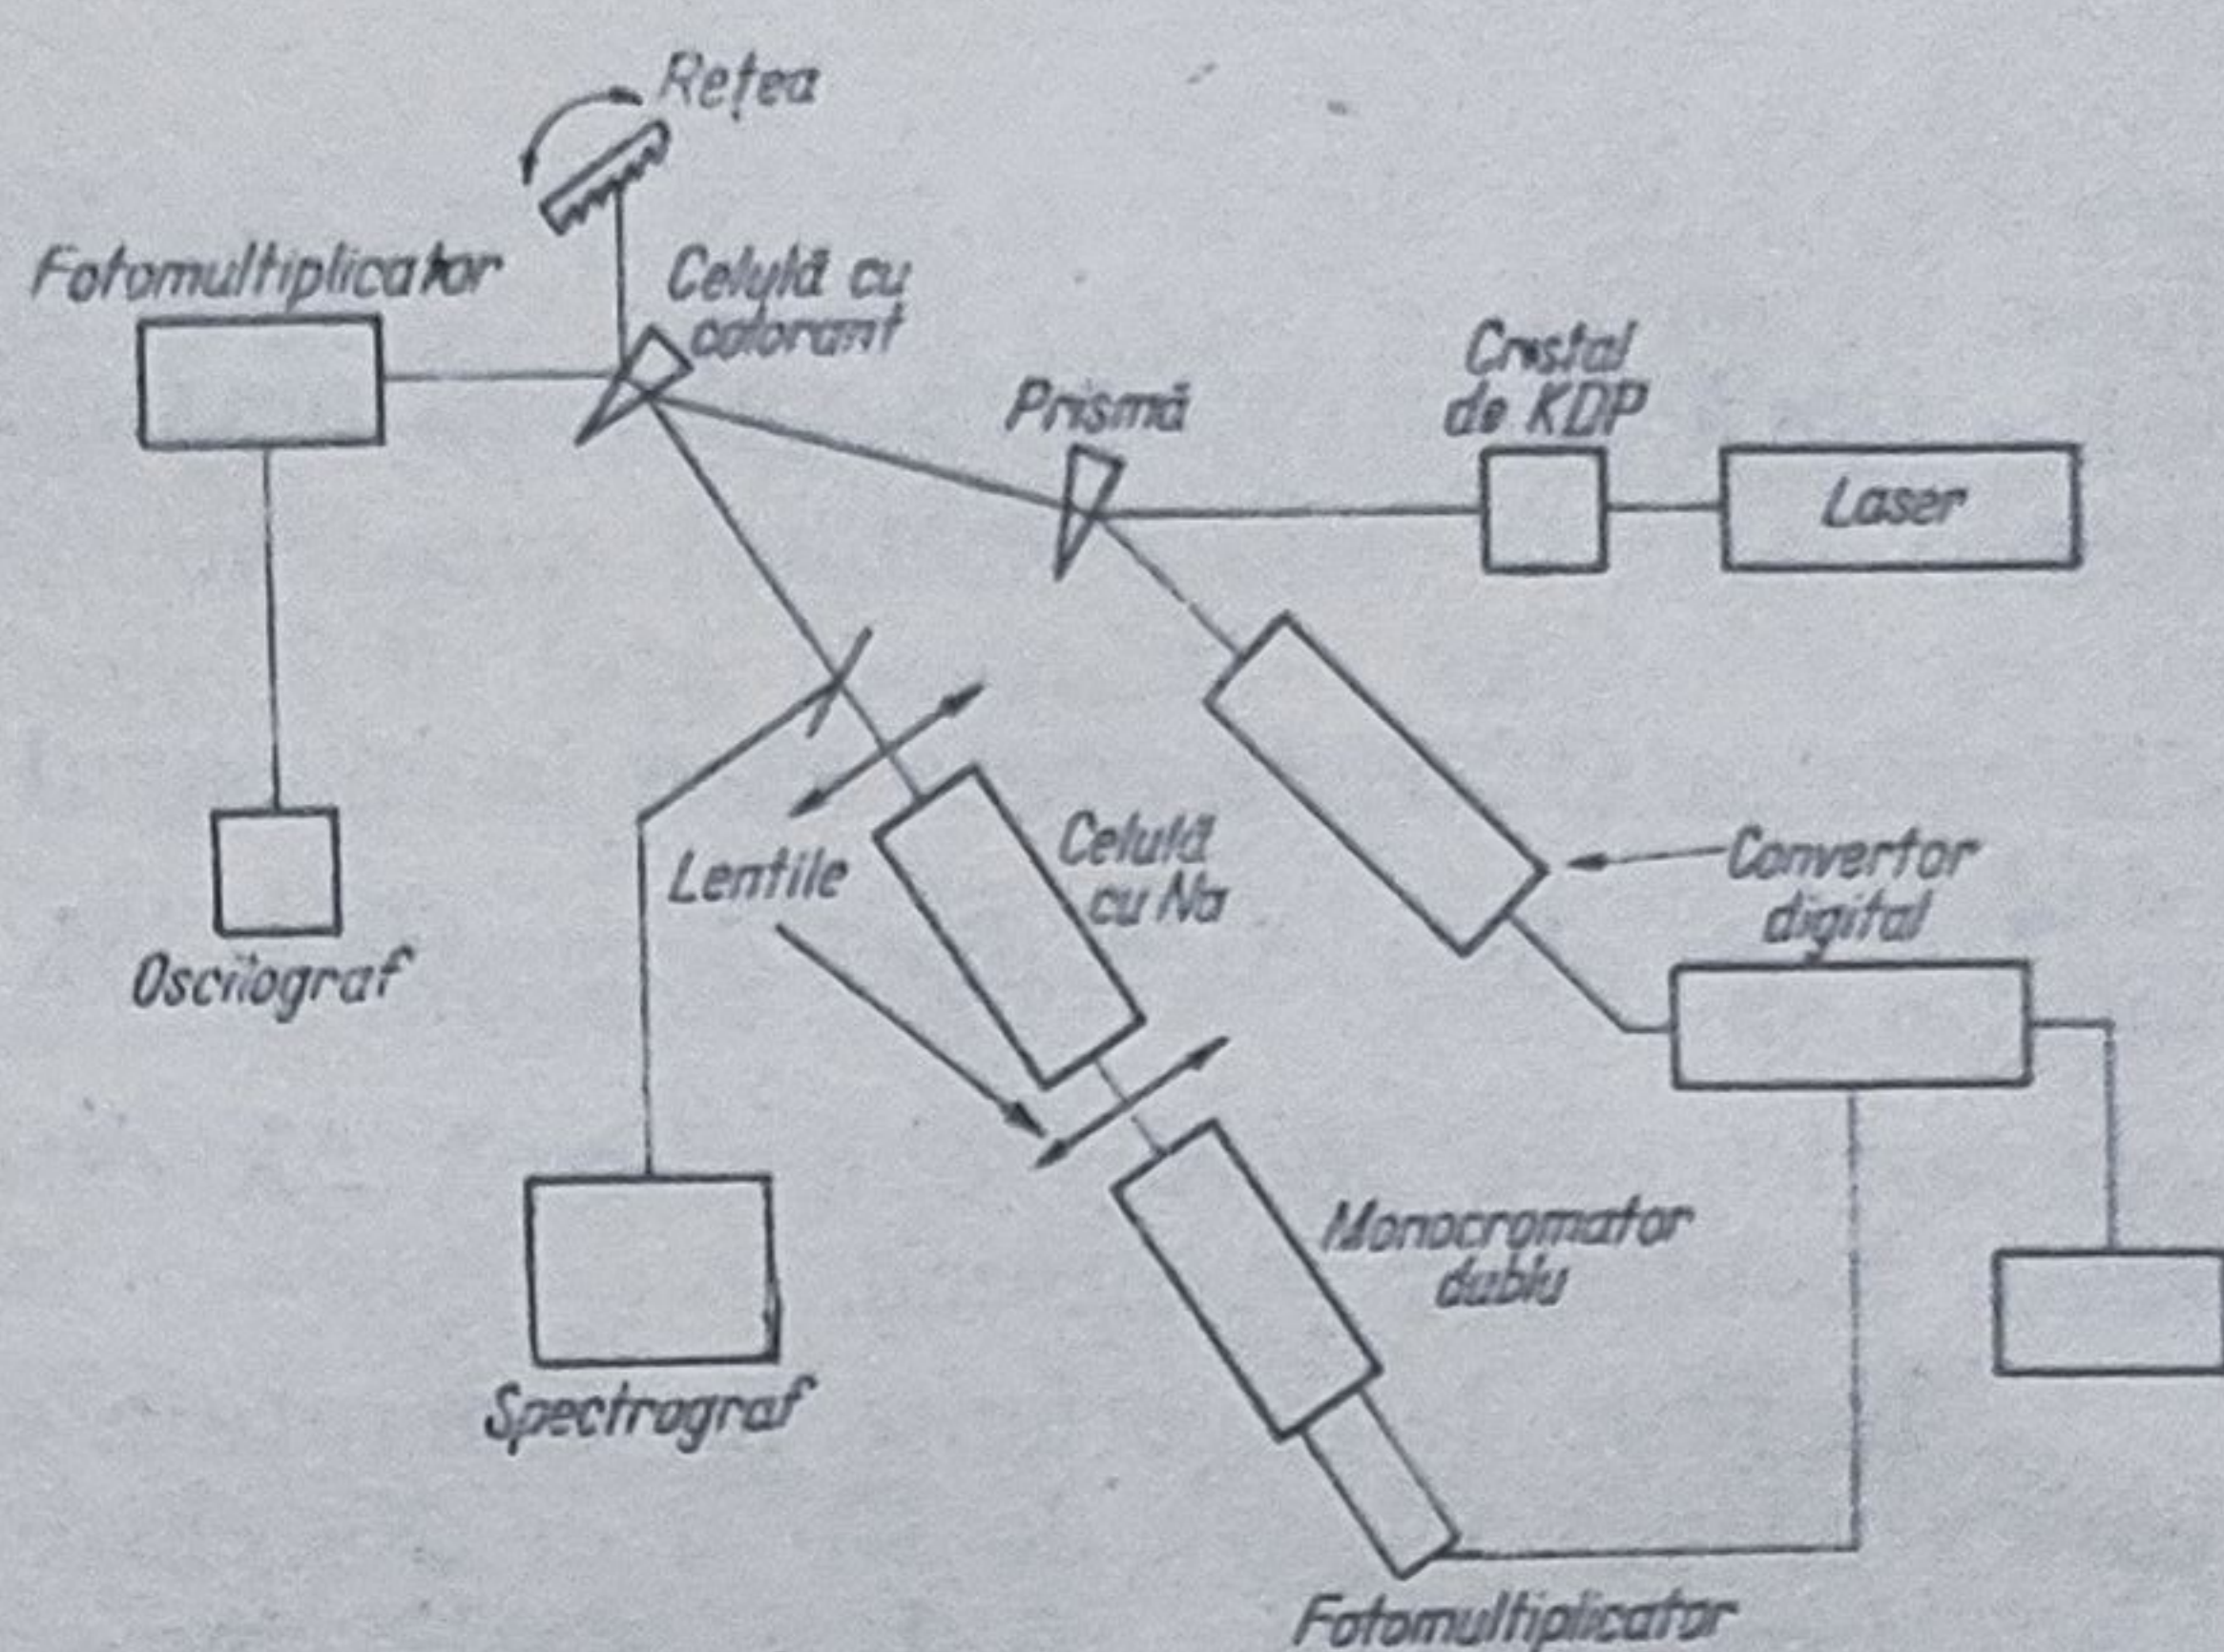 Rețea
Fotomultiplicator
Celulă cu
colorant
Prismă
Cristal
de KDP
Laser
Lentile
Celulă
cu Na
Convertor
digital
Oscilograf
Monocromator
dublu
Spectrograf
Fotomultiplicator